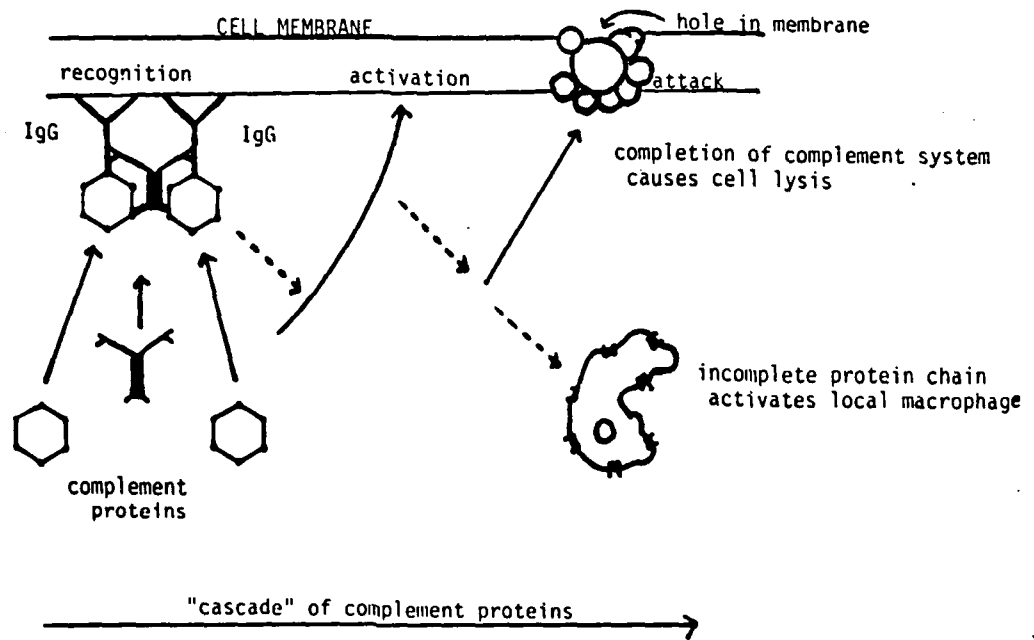 CELL MEMBRANE
hole in membrane
recognition
activation
attack
IgG
IgG
completion of complement system
causes cell lysis
incomplete protein chain
activates local macrophage
complement
proteins
"cascade" of complement proteins